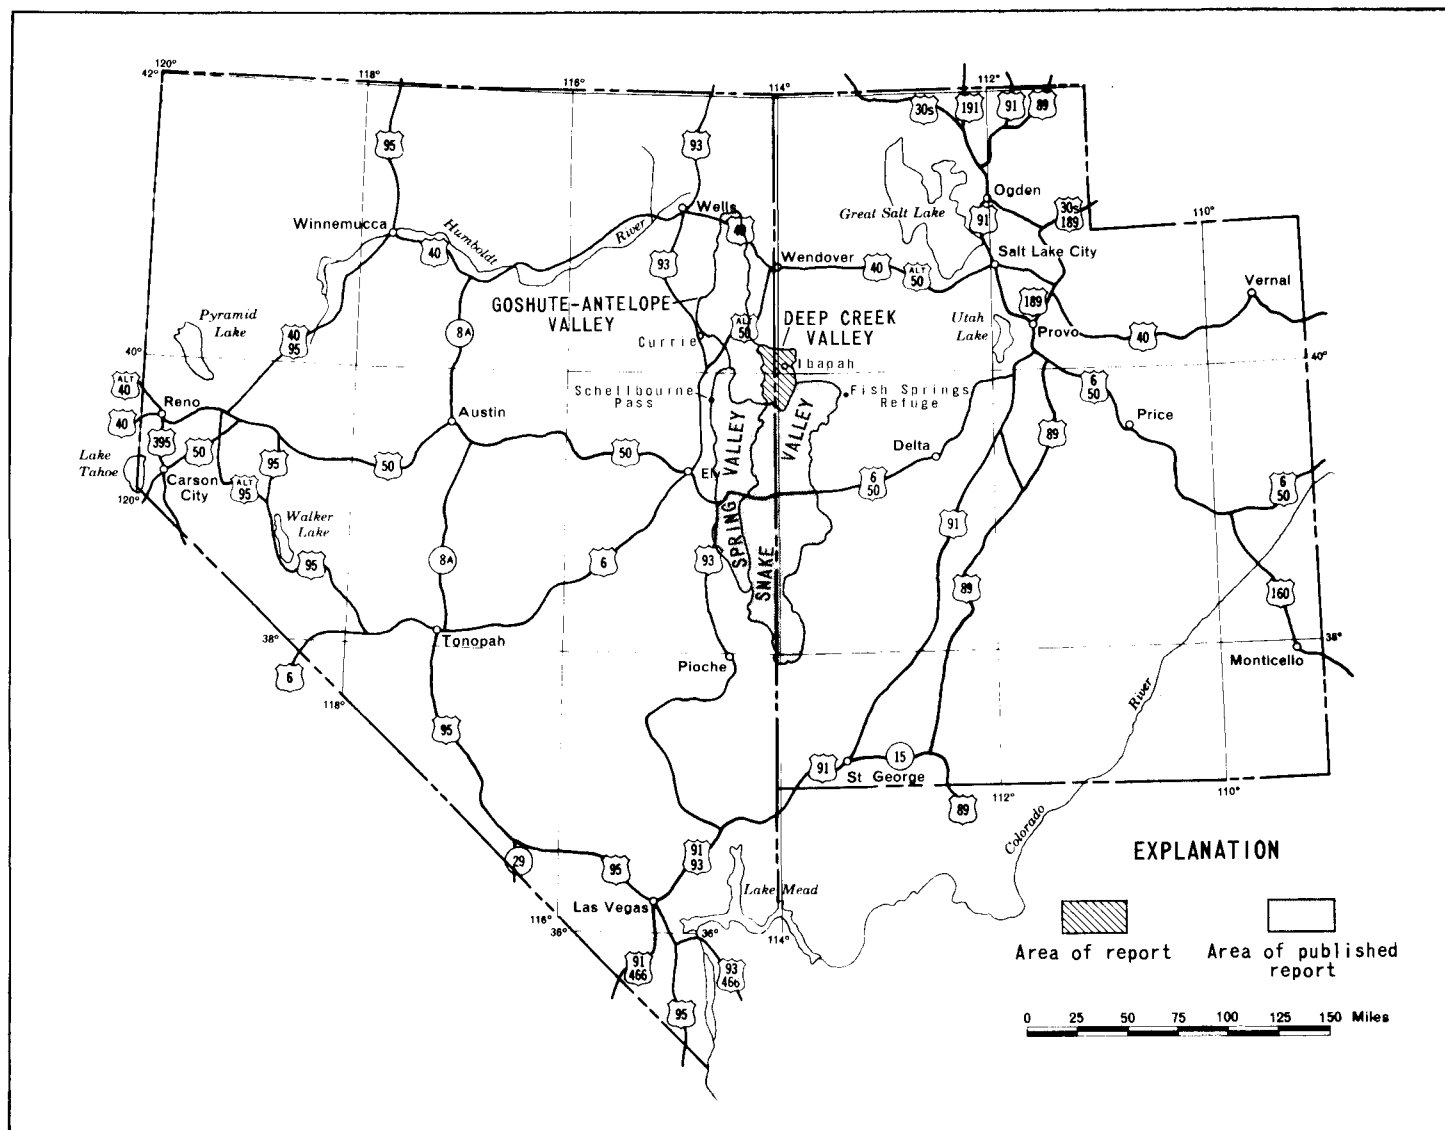 120°
42°
118°
116°
114°
112°
30s
191
91
89
95
93
Ogden
Wells
Great Salt Lake
91
30s
189
110°
Winnemucca
Humboldt
River
40
40
Salt Lake City
93
Wendover
40
ALT
50
Vernal
GOSHUTE-ANTELOPE
VALLEY
189
Pyramid
Lake
8A
ALT
50
DEEP CREEK
VALLEY
Utah
Lake
Provo
40
95
Currie
40
40°
Ibapah
40°
ALT
40
Schellbourne
Pass
Fish Springs
Refuge
6
50
Reno
40
Austin
Price
395
50
89
Lake
Tahoe
95
50
50
Delta
VALLEY
VALLEY
120°
Carson
City
ALT
95
6
50
6
50
Walker
Lake
91
SPRING
95
8A
6
93
SNAKE
89
160
38°
Tonopah
38°
6
Pioche
Monticello
118°
River
95
91
15
St George
112°
110°
89
Colorado
29
95
91
93
EXPLANATION
Lake Mead
Las Vegas
116°
36°
36°
114°
Area of report
Area of published
report
91
466
93
466
95
0 25 50 75 100 125 150 Miles